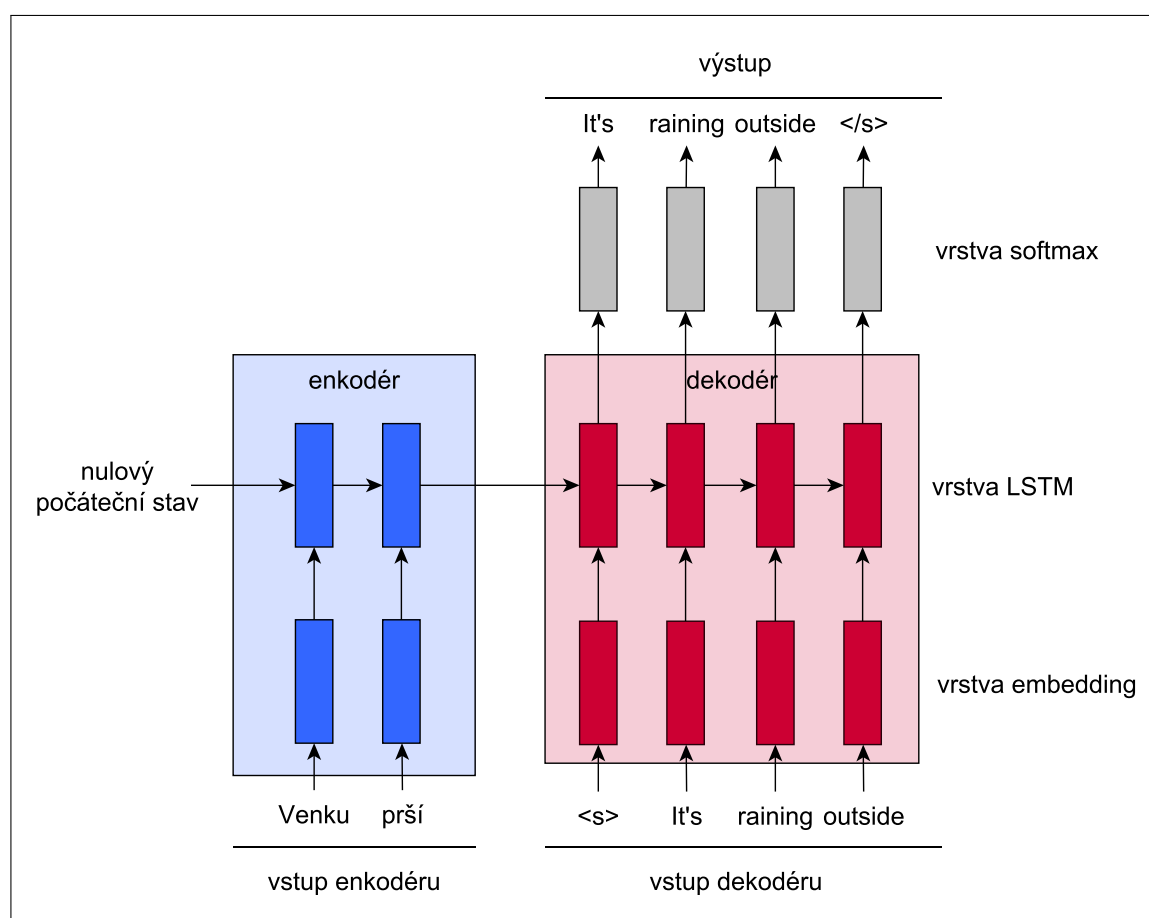 výstup
It's raining outside </s>
vrstva softmax
enkodér
dekodér
nulový
počáteční stav
vrstva LSTM
vrstva embedding
Venku prší
<s> It's raining outside
vstup enkodéru
vstup dekodéru